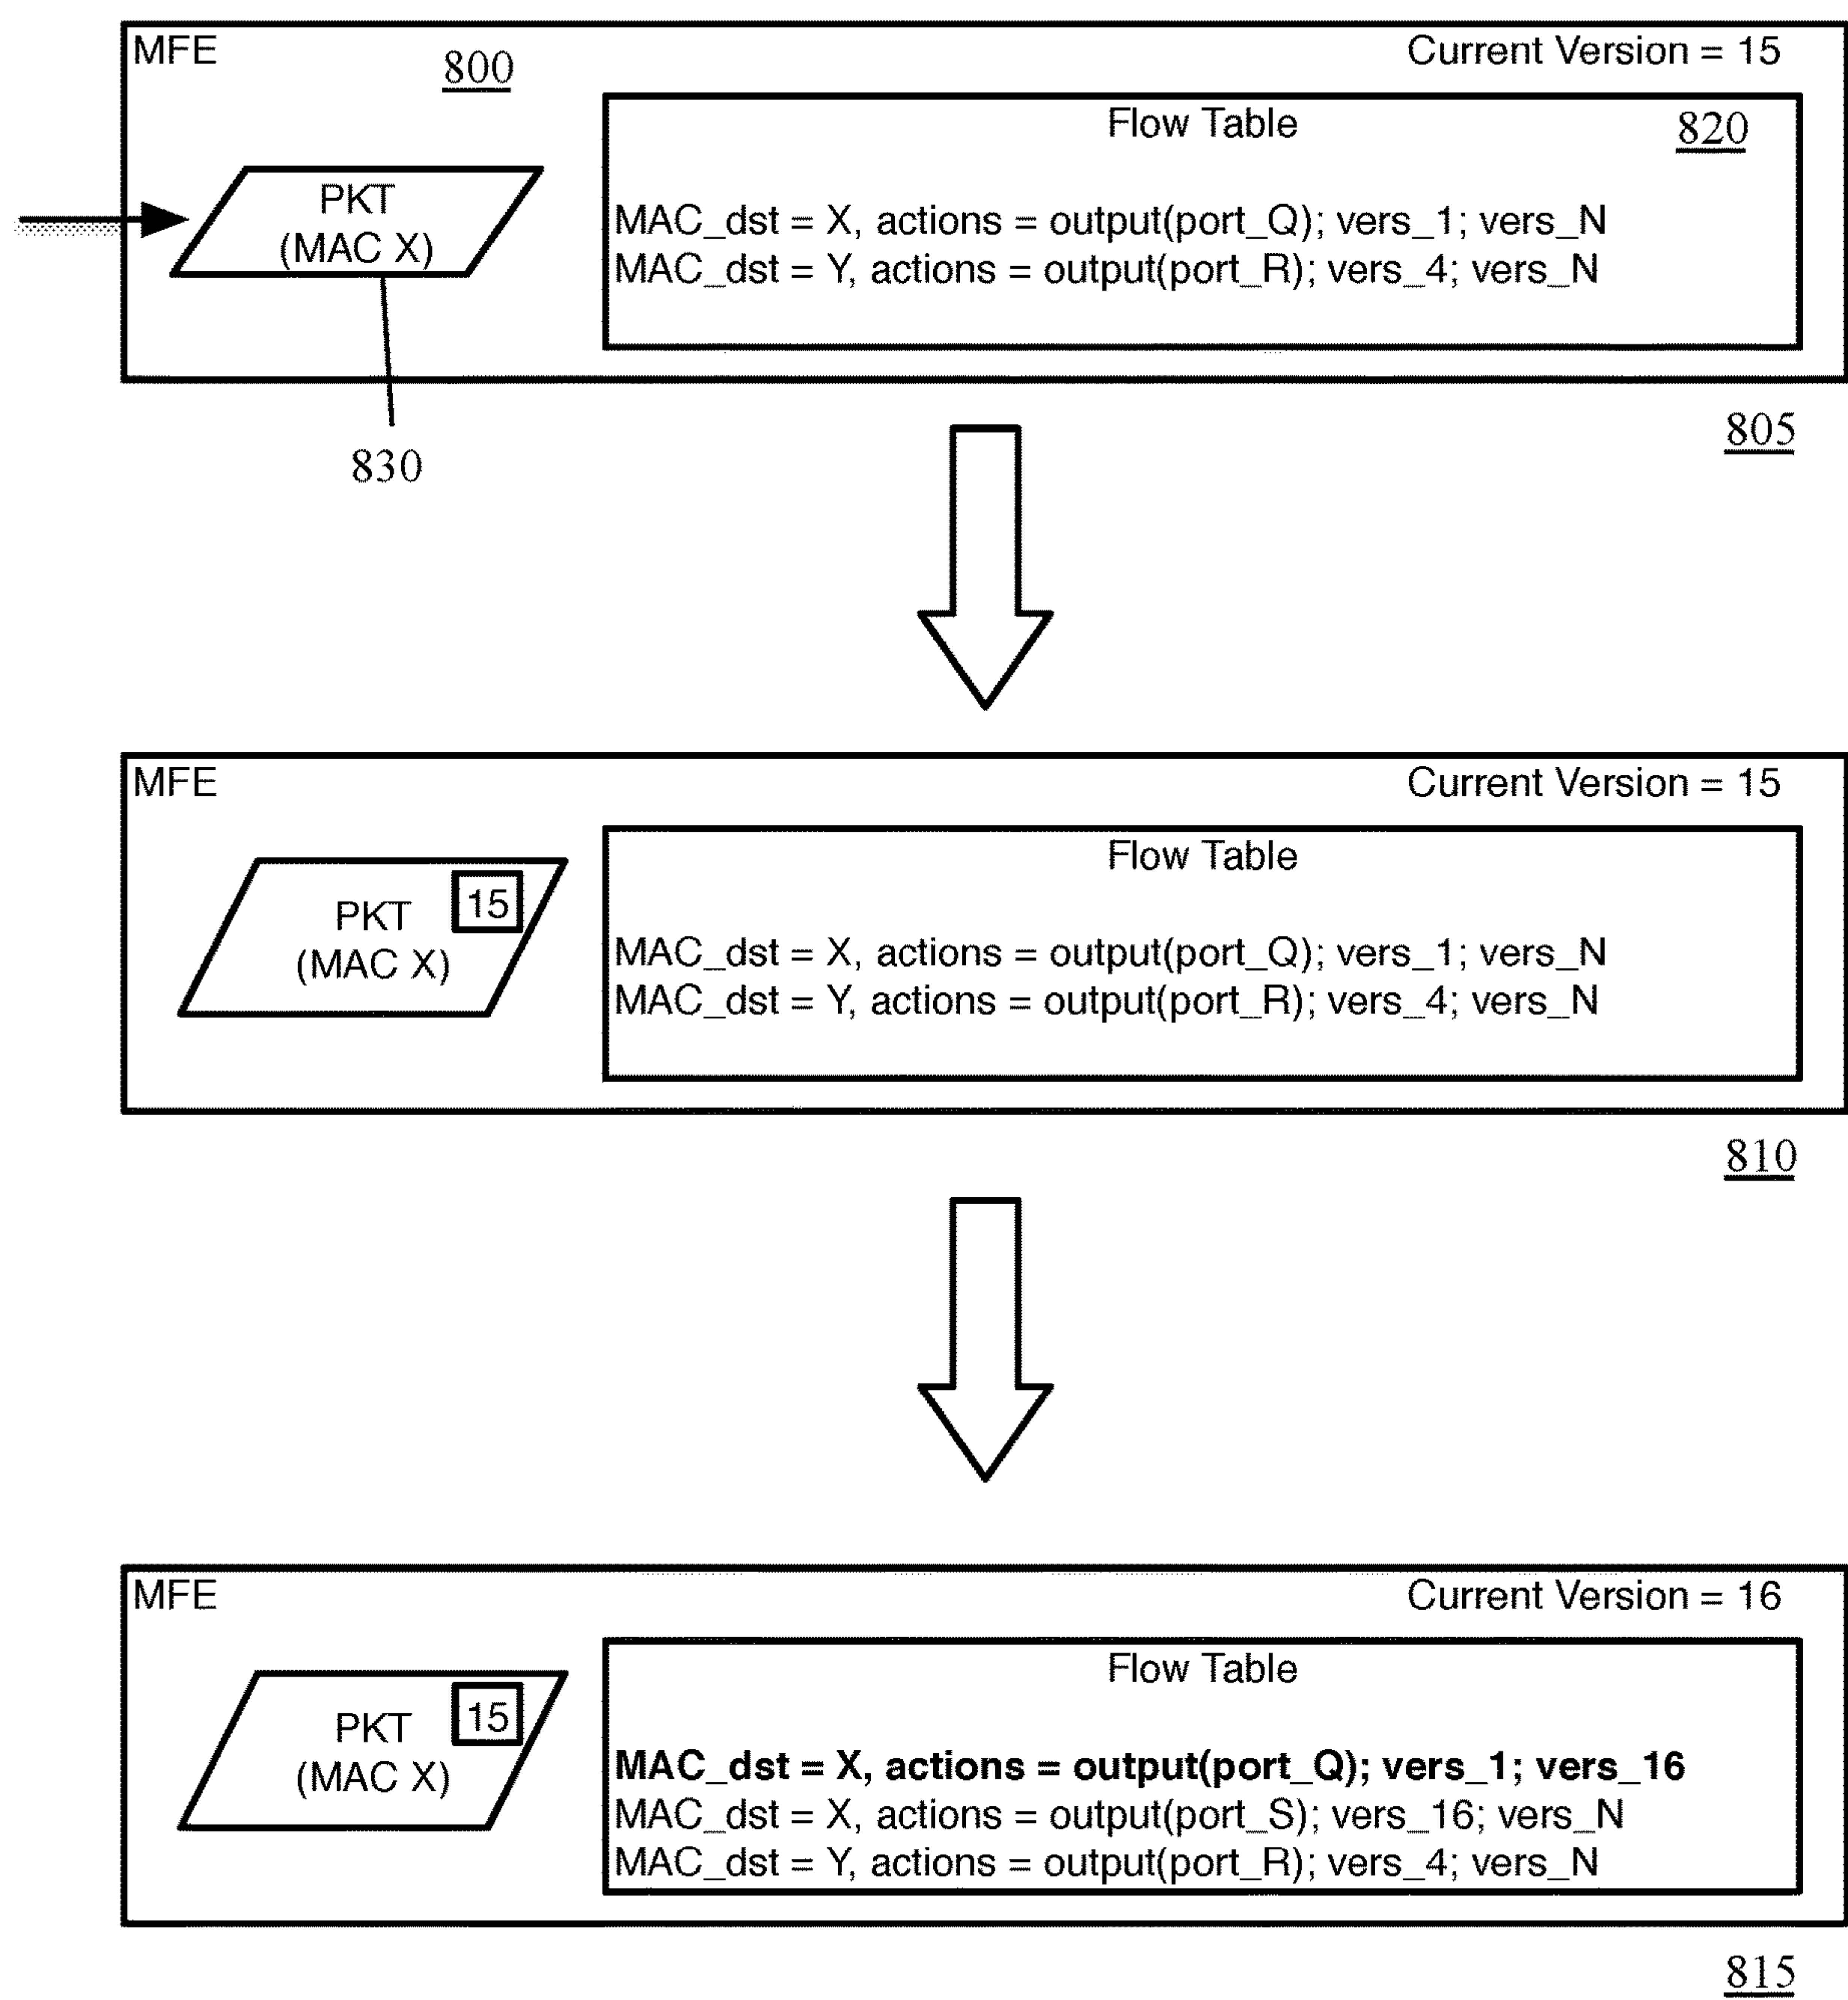 MFE
800
Current Version = 15
Flow Table
820
PKT
(MAC X)
MAC_dst = X, actions = output(port_Q); vers_1; vers_N
MAC_dst = Y, actions = output(port_R); vers_4; vers_N
830
805
MFE
Current Version = 15
Flow Table
PKT
15
(MAC X)
MAC_dst = X, actions = output(port_Q); vers_1; vers_N
MAC_dst = Y, actions = output(port_R); vers_4; vers_N
810
MFE
Current Version = 16
Flow Table
PKT
15
(MAC X)
MAC_dst = X, actions = output(port_Q); vers_1; vers_16
MAC_dst = X, actions = output(port_S); vers_16; vers_N
MAC_dst = Y, actions = output(port_R); vers_4; vers_N
815